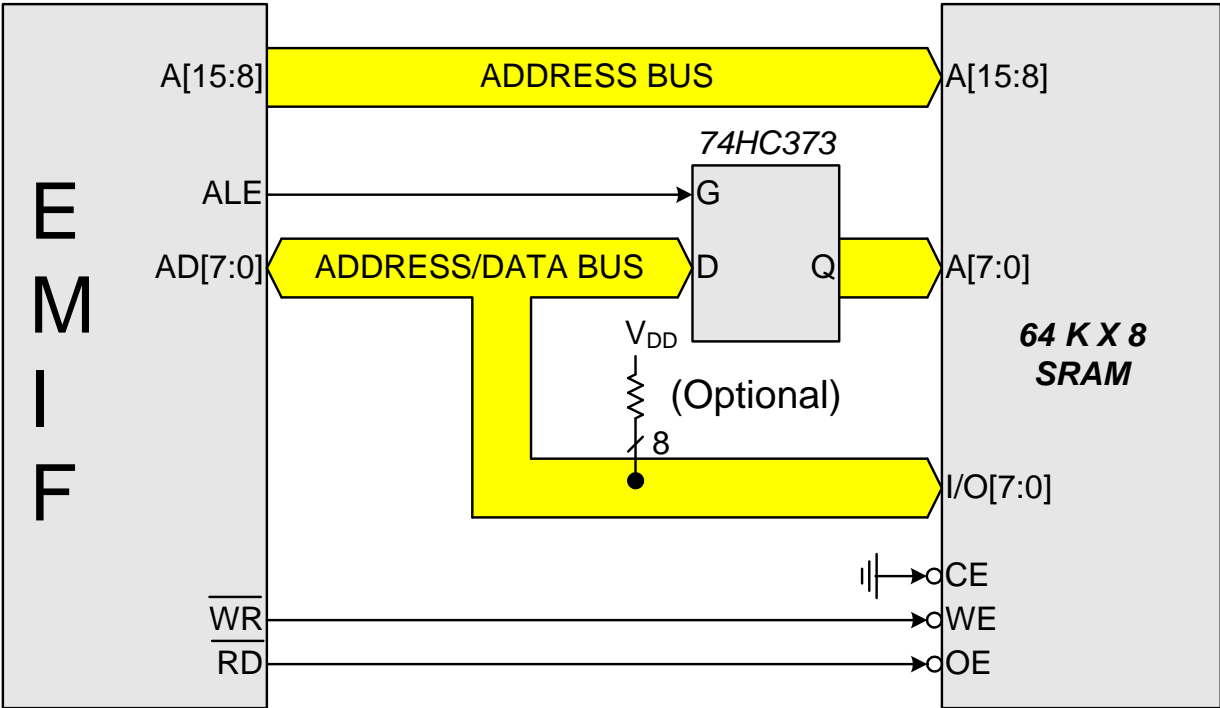 A[15:8]
ADDRESS BUS
A[15:8]
74HC373
ALE
G
E
M
I
F
AD[7:0]
ADDRESS/DATA BUS
D
Q
A[7:0]
VDD
64 K X 8
SRAM
(Optional)
8
I/O[7:0]
CE
WR
WE
RD
OE